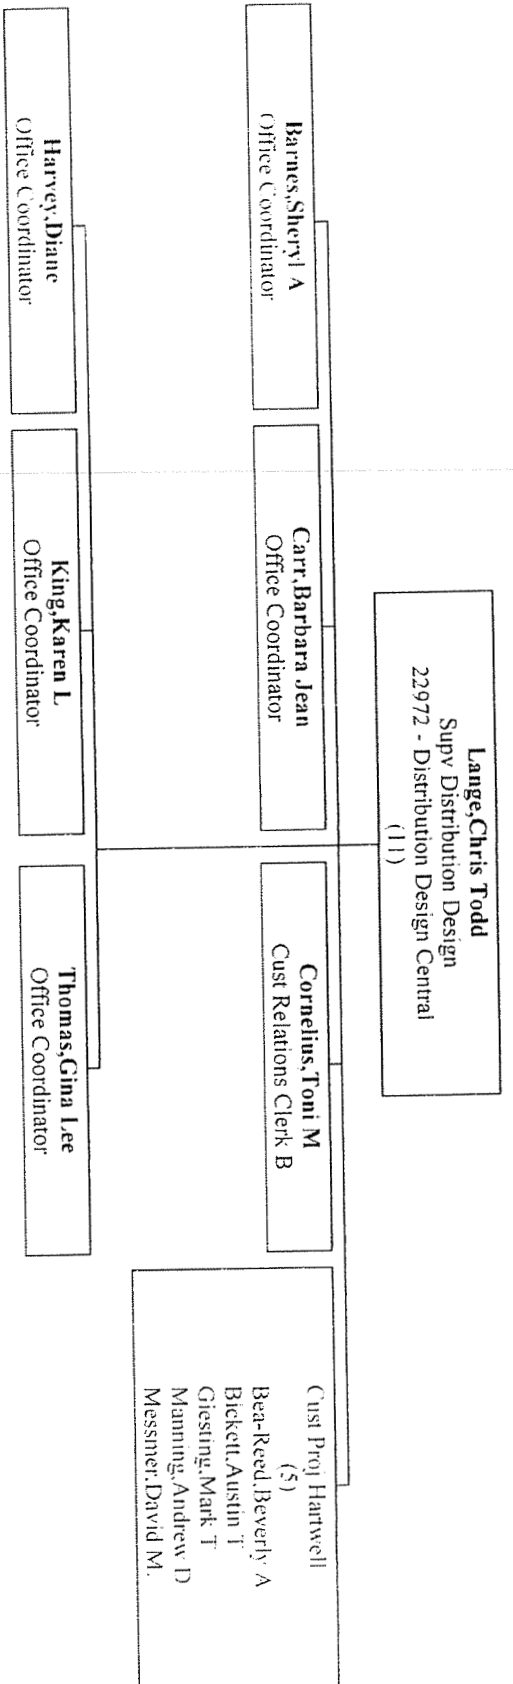 Lange,Chris Todd
Supv Distribution Design
22972 - Distribution Design Central
(11)
Barnes,Sheryl A
Office Coordinator
Carr,Barbara Jean
Office Coordinator
Cornelius,Toni M
Cust Relations Clerk B
Cust Proj Hartwell
(5)
Bea-Reed,Beverly A
Bickett,Austin T
Giesting,Mark T
Manning,Andrew D
Messmer,David M.
Harvey,Diane
Office Coordinator
King,Karen L
Office Coordinator
Thomas,Gina Lee
Office Coordinator